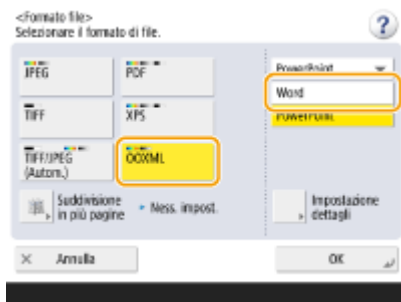 <Formato file>
Selezionare il formato di file.
?
JPEG
PDF
PowerPoint
Word
TIFF
XPS
PowerPoint
TIFF/JPEG
(Autom.)
OOXML
Suddivisione
in più pagine
Ness. impost.
Impostazione
dettagli
Annulla
OK